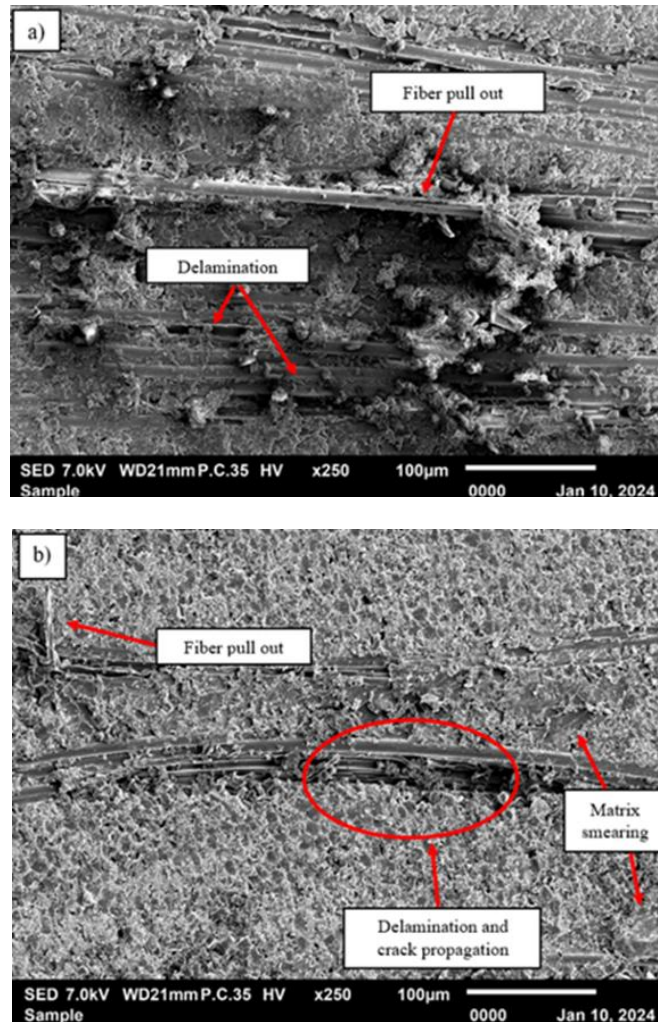 a)
Fiber pull out
Delamination
SED 7.0kV WD21mm P.C.35 HV x250 100μm
Sample 0000 Jan 10, 2024
b)
Fiber pull out
Matrix
smearing
Delamination and
crack propagation
SED 7.0kV WD21mm P.C.35 HV x250 100μm
Sample 0000 Jan 10, 2024